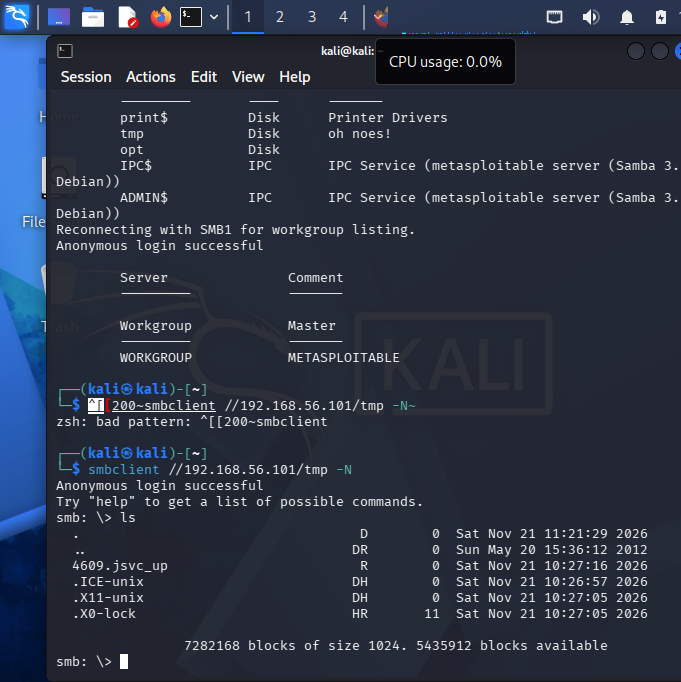 1 2 3 4
kali@kali: ~
CPU usage: 0.0%
Session Actions Edit View Help
print$ Disk Printer Drivers
tmp Disk oh noes!
opt Disk
IPC$ IPC IPC Service (metasploitable server (Samba 3.
Debian))
ADMIN$ IPC IPC Service (metasploitable server (Samba 3.
Debian))
Reconnecting with SMB1 for workgroup listing.
Anonymous login successful
Server Comment
Workgroup Master
WORKGROUP METASPLOITABLE
┌──(kali㉿kali)-[~]
└─$ ^[[200~smbclient //192.168.56.101/tmp -N~
zsh: bad pattern: ^[[200~smbclient
┌──(kali㉿kali)-[~]
└─$ smbclient //192.168.56.101/tmp -N
Anonymous login successful
Try "help" to get a list of possible commands.
smb: \> ls
. D 0 Sat Nov 21 11:21:29 2026
.. DR 0 Sun May 20 15:36:12 2012
4609.jsvc_up R 0 Sat Nov 21 10:27:16 2026
.ICE-unix DH 0 Sat Nov 21 10:26:57 2026
.X11-unix DH 0 Sat Nov 21 10:27:05 2026
.X0-lock HR 11 Sat Nov 21 10:27:05 2026
7282168 blocks of size 1024. 5435912 blocks available
smb: \>
Home
File
Trash
KALI